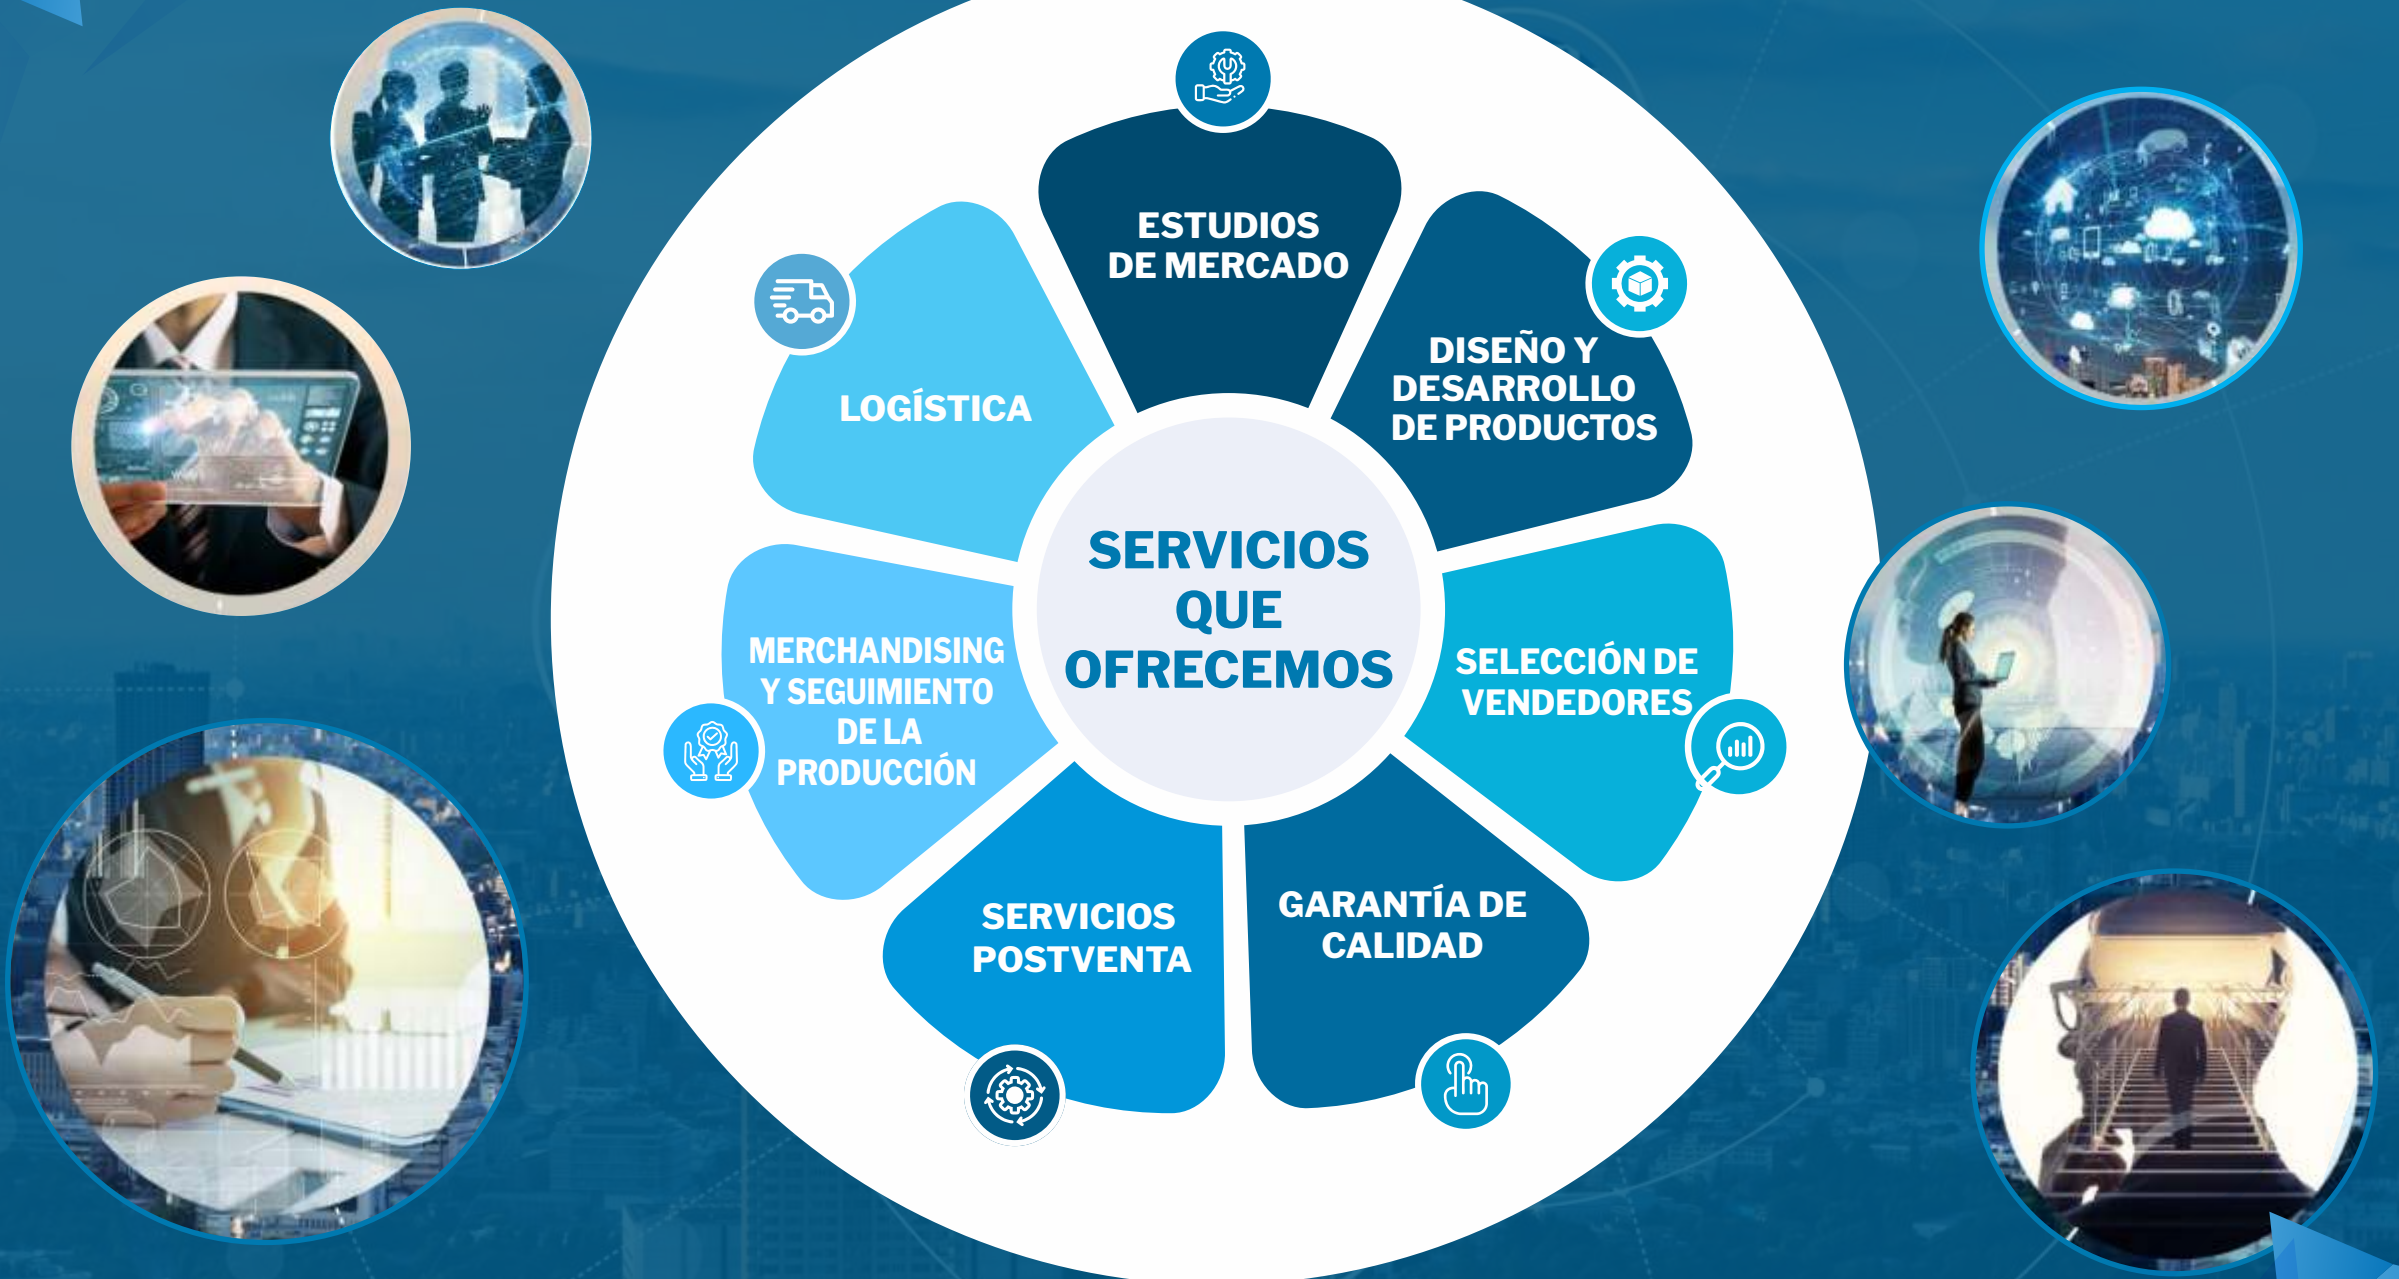 ESTUDIOS
DE MERCADO
DISEÑO Y
DESARROLLO
DE PRODUCTOS
LOGÍSTICA
SERVICIOS
QUE
OFRECEMOS
MERCHANDISING
Y SEGUIMIENTO
DE LA
PRODUCCIÓN
SELECCIÓN DE
VENDEDORES
SERVICIOS
POSTVENTA
GARANTÍA DE
CALIDAD